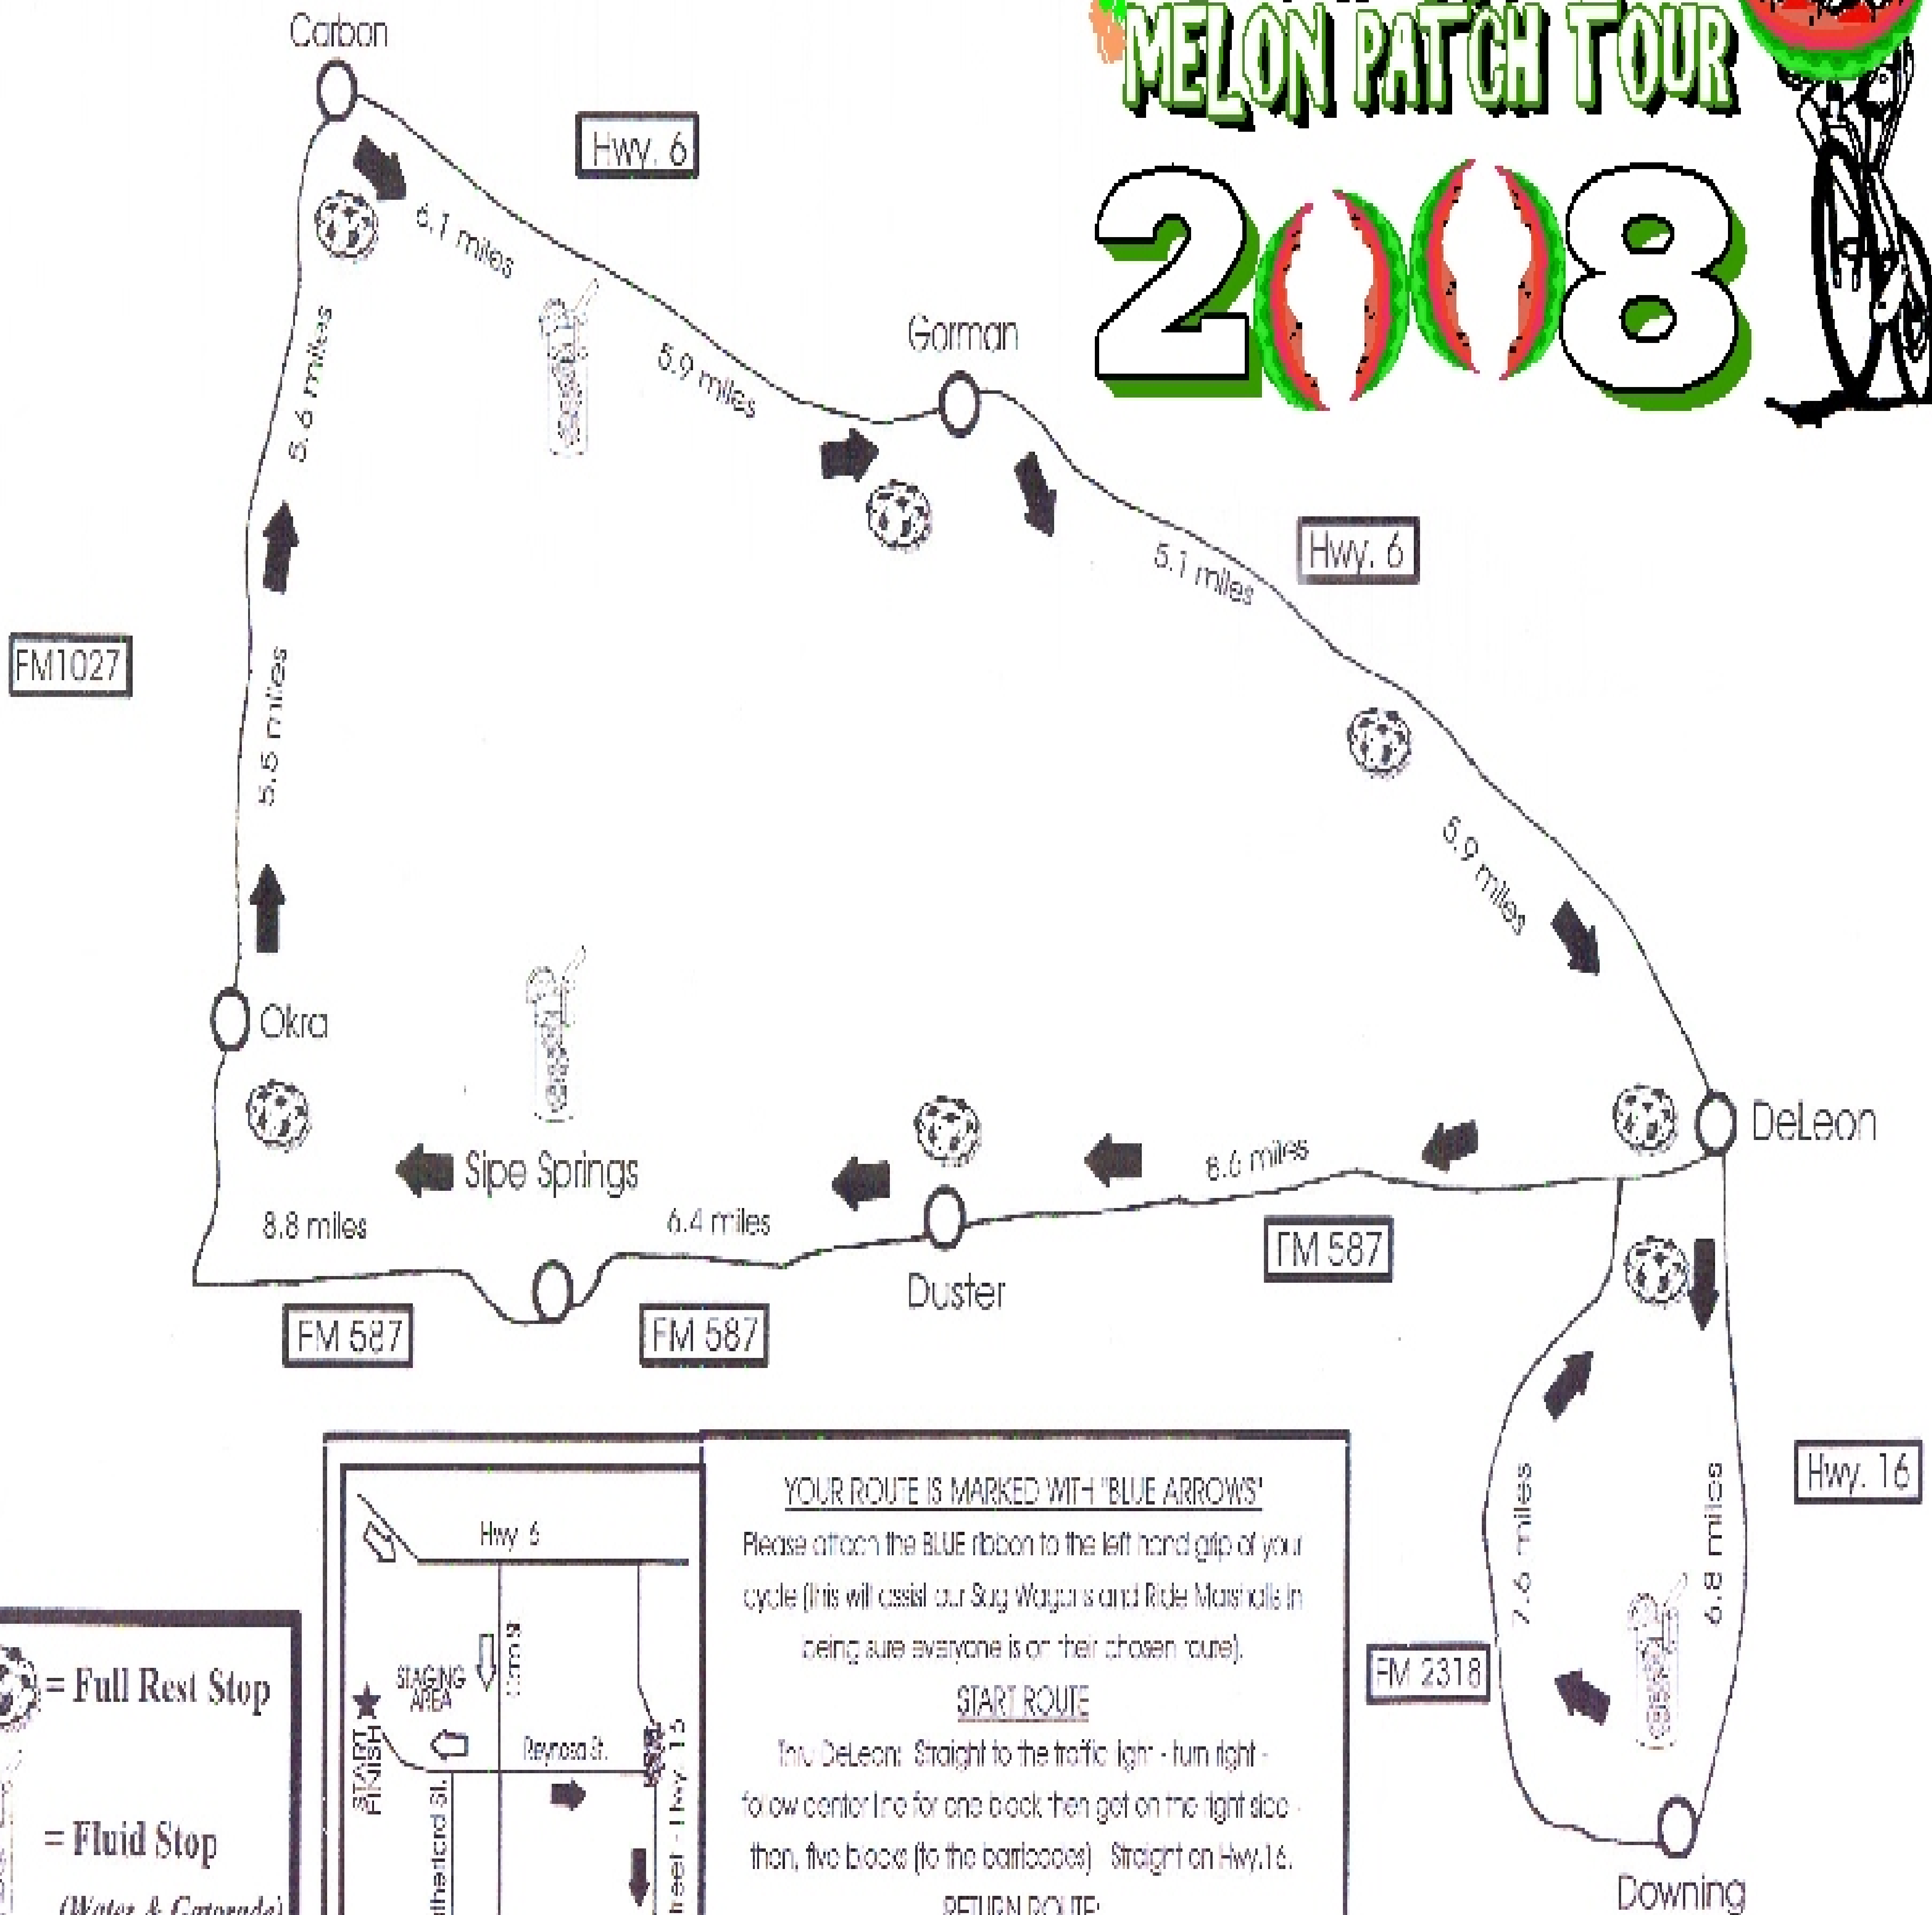 Carbon
MELON PATCH TOUR
2008
Hwy. 6
6.1 miles
5.9 miles
Gorman
5.6 miles
Hwy. 6
5.1 miles
FM1027
5.5 miles
5.9 miles
Okra
DeLeon
Sipe Springs
8.6 miles
8.8 miles
6.4 miles
FM 587
Duster
FM 587
FM 587
Hwy. 16
7.6 miles
6.8 miles
FM 2318
Downing
YOUR ROUTE IS MARKED WITH "BLUE ARROWS"
Please attach the BLUE ribbon to the left hand grip of your
cycle (this will assist our Sag Wagons and Ride Marshalls in
being sure everyone is on their chosen route).
START ROUTE
Thru DeLeon: Straight to the traffic light - turn right -
follow center line for one block then get on the right side -
then, five blocks (to the barricades) Straight on Hwy.16.
RETURN ROUTE:
Hwy 6
STAGING
AREA
START
FINISH
Reynosa St.
= Full Rest Stop
= Fluid Stop
(Water & Gatorade)